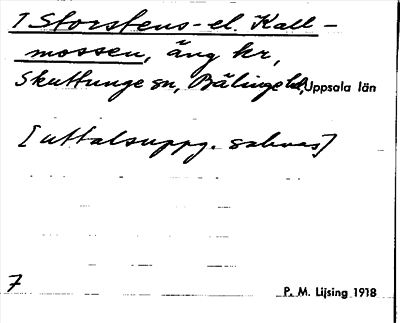 1 Storstens- el. Kall-
mossen, äng kr,
Skuttunge sn, Bälinge hd, Uppsala län
[uttalsuppg. saknas]
7
P. M. Lijsing 1918